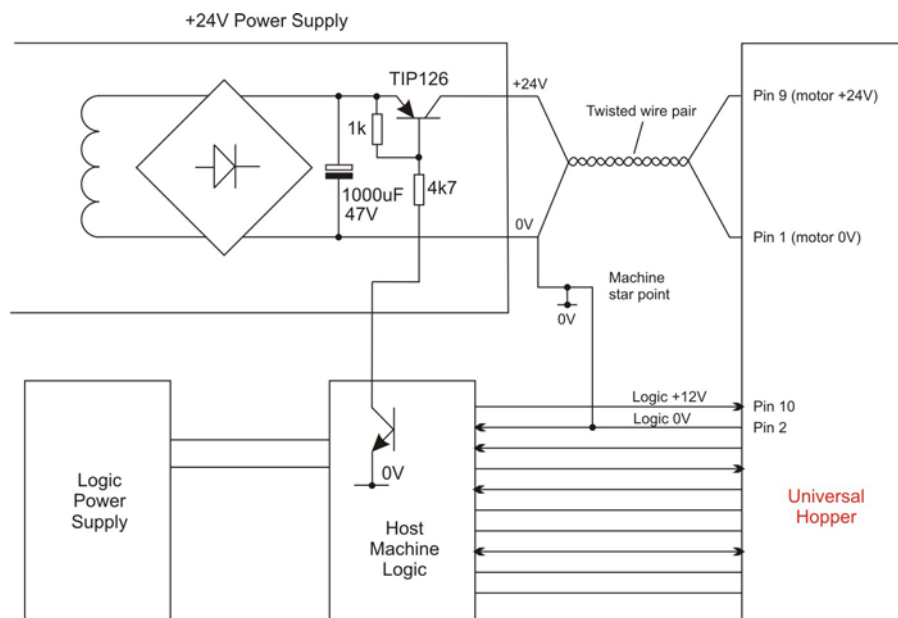 +24V Power Supply
TIP126
+24V
Pin 9 (motor +24V)
Twisted wire pair
1k
4k7
1000uF
47V
0V
Pin 1 (motor 0V)
Machine
star point
0V
Logic +12V
Pin 10
Logic 0V
Pin 2
0V
Logic
Power
Supply
Host
Machine
Logic
Universal
Hopper